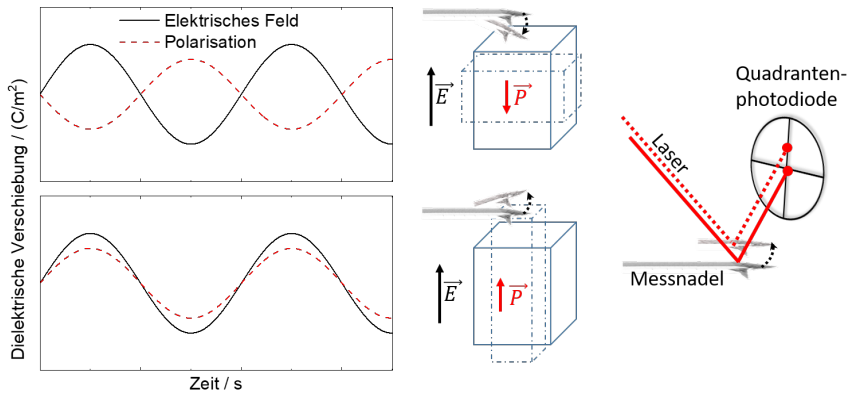 Elektrisches Feld
Polarisation
Dielektrische Verschiebung / (C/m²)
Zeit / s
E
P
E
P
Quadranten-
photodiode
Laser
Messnadel